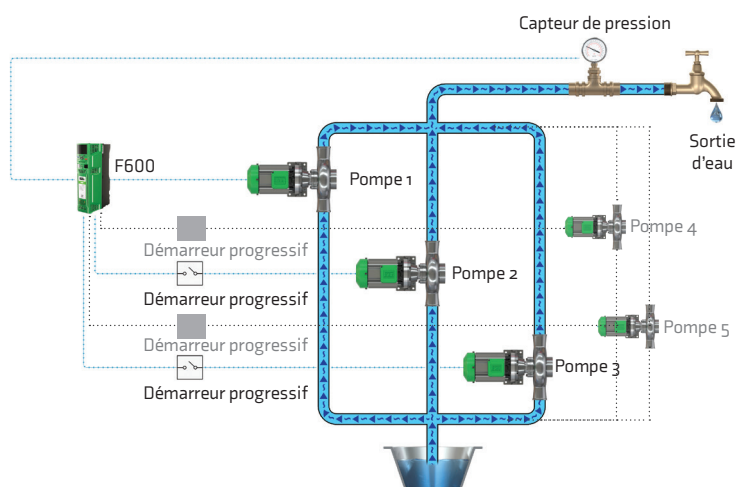 Capteur de pression
Sortie
d'eau
F600
Pompe 1
Pompe 4
Démarreur progressif
Pompe 2
Démarreur progressif
Pompe 5
Démarreur progressif
Pompe 3
Démarreur progressif